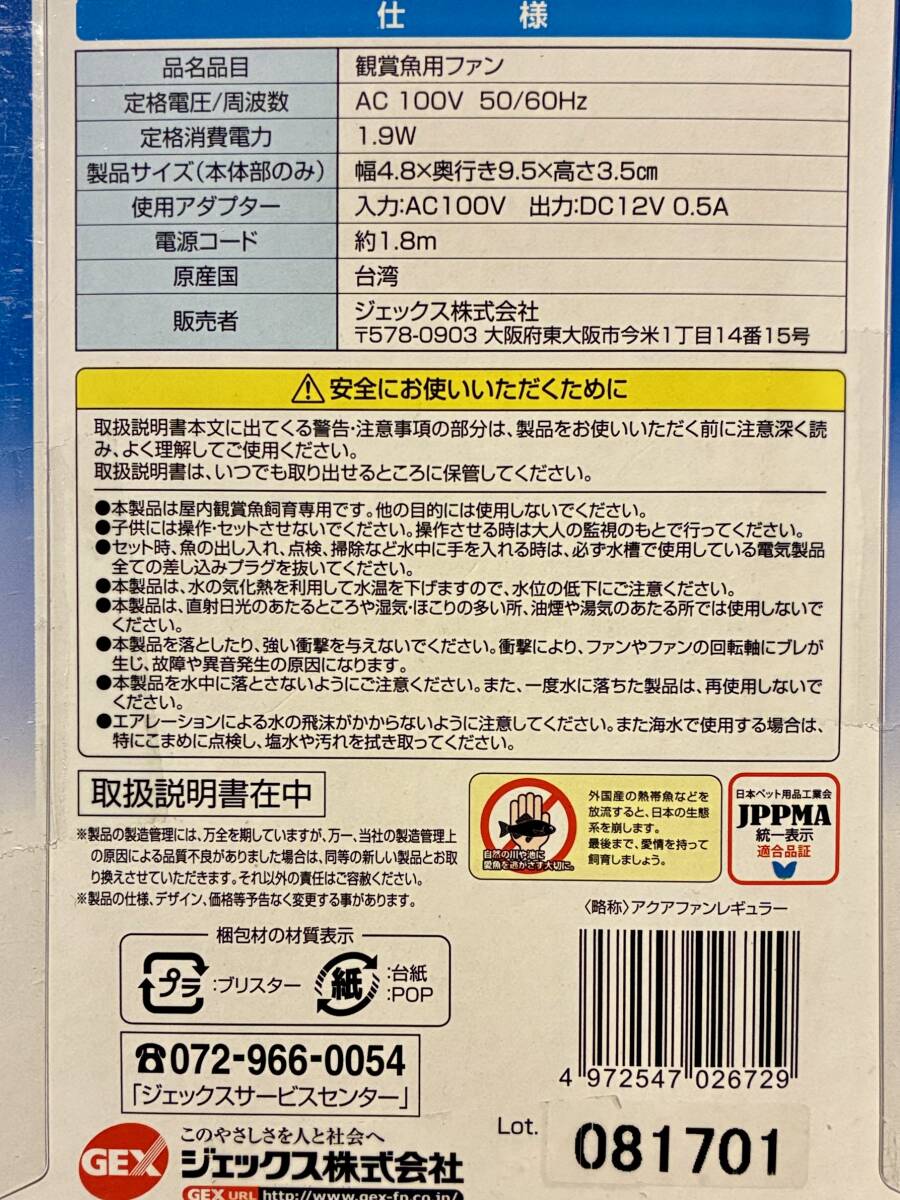 仕様
品名品目 観賞魚用ファン
定格電圧/周波数 AC 100V 50/60Hz
定格消費電力 1.9W
製品サイズ(本体部のみ) 幅4.8×奥行き9.5×高さ3.5cm
使用アダプター 入力:AC100V 出力:DC12V 0.5A
電源コード 約1.8m
原産国 台湾
販売者 ジェックス株式会社
〒578-0903 大阪府東大阪市今米1丁目14番15号
安全にお使いいただくために
取扱説明書本文に出てくる警告・注意事項の部分は、製品をお使いいただく前に注意深く読
み、よく理解してご使用ください。
取扱説明書は、いつでも取り出せるところに保管してください。
●本製品は屋内観賞魚飼育専用です。他の目的には使用しないでください。
●子供には操作・セットさせないでください。操作させる時は大人の監視のもとで行ってください。
●セット時、魚の出し入れ、点検、掃除など水中に手を入れる時は、必ず水槽で使用している電気製品
全ての差し込みプラグを抜いてください。
●本製品は、水の気化熱を利用して水温を下げますので、水位の低下にご注意ください。
●本製品は、直射日光のあたるところや湿気・ほこりの多い所、油煙や湯気のあたる所では使用しないで
ください。
●本製品を落としたり、強い衝撃を与えないでください。衝撃により、ファンやファンの回転軸にブレが
生じ、故障や異音発生の原因になります。
●本製品を水中に落とさないようにご注意ください。また、一度水に落ちた製品は、再使用しないで
ください。
●エアレーションによる水の飛沫がかからないように注意してください。また海水で使用する場合は、
特にこまめに点検し、塩水や汚れを拭き取ってください。
取扱説明書在中
※製品の製造管理には、万全を期していますが、万一、当社の製造管理上
の原因による品質不良がありました場合は、同等の新しい製品とお取
り換えさせていただきます。それ以外の責任はご容赦ください。
※製品の仕様、デザイン、価格等予告なく変更する事があります。
自然の川や池に
愛魚を逃がさず大切に。
外国産の熱帯魚などを
放流すると、日本の生態
系を崩します。
最後まで、愛情を持って
飼育しましょう。
日本ペット用品工業会
JPPMA
統一表示
適合品証
〈略称〉アクアファンレギュラー
梱包材の材質表示
プラ :ブリスター 紙 :台紙
:POP
☎072-966-0054
「ジェックスサービスセンター」
4 972547 026729
Lot. 081701
GEX
このやさしさを人と社会へ
ジェックス株式会社
GEX URL http://www.gex-fp.co.jp/